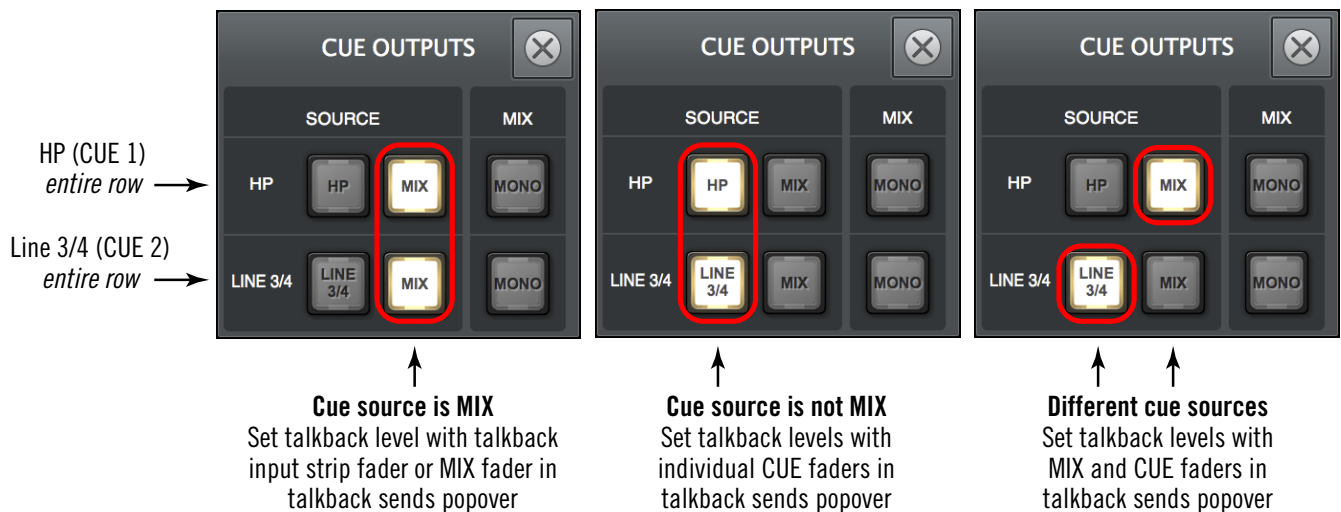 CUE OUTPUTS
SOURCE MIX
HP HP MIX MONO
LINE 3/4 LINE 3/4 MIX MONO
CUE OUTPUTS
SOURCE MIX
HP HP MIX MONO
LINE 3/4 LINE 3/4 MIX MONO
CUE OUTPUTS
SOURCE MIX
HP HP MIX MONO
LINE 3/4 LINE 3/4 MIX MONO
HP (CUE 1)
entire row
Line 3/4 (CUE 2)
entire row
Cue source is MIX
Set talkback level with talkback
input strip fader or MIX fader in
talkback sends popover
Cue source is not MIX
Set talkback levels with
individual CUE faders in
talkback sends popover
Different cue sources
Set talkback levels with
MIX and CUE faders in
talkback sends popover